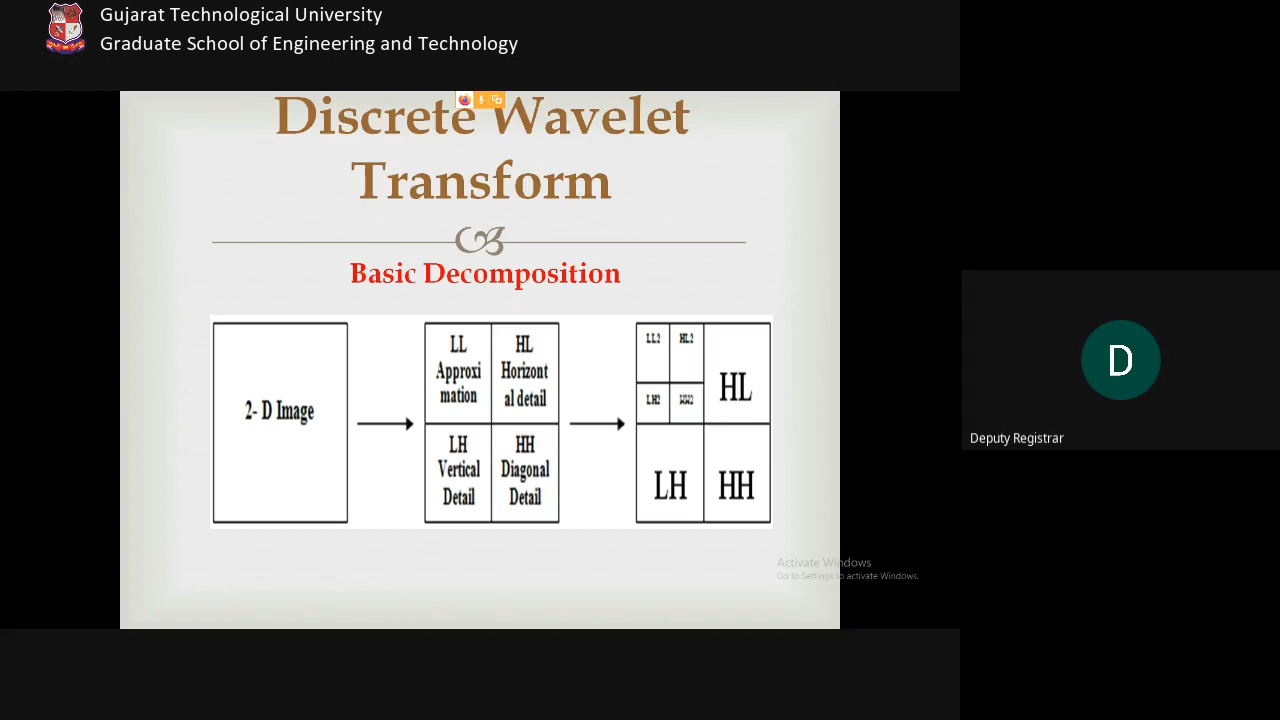 Gujarat Technological University
Graduate School of Engineering and Technology
Discrete Wavelet
Transform
Basic Decomposition
2- D Image
LL
Approxi
mation
HL
Horizont
al detail
LH
Vertical
Detail
HH
Diagonal
Detail
LL2
HL2
LH2
HL
LH
HH
Activate Windows
Go to Settings to activate Windows.
D
Deputy Registrar